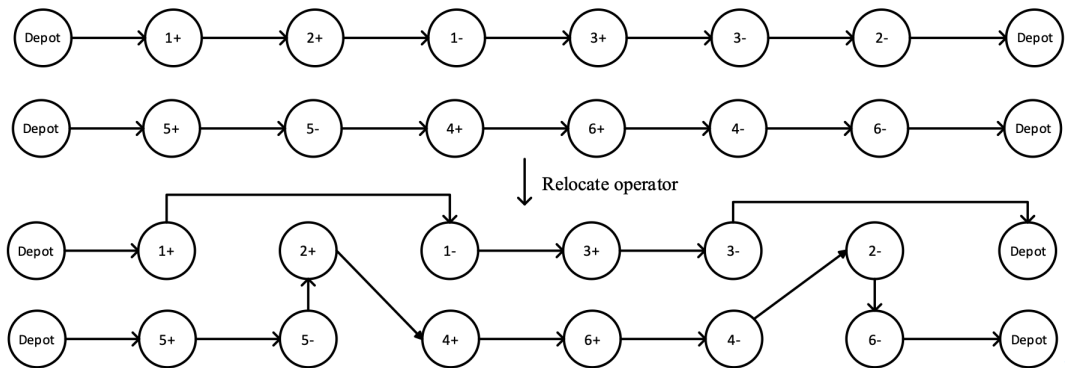 Depot 1+ 2+ 1- 3+ 3- 2- Depot
Depot 5+ 5- 4+ 6+ 4- 6- Depot
Relocate operator
Depot 1+ 2+ 1- 3+ 3- 2- Depot
Depot 5+ 5- 4+ 6+ 4- 6- Depot